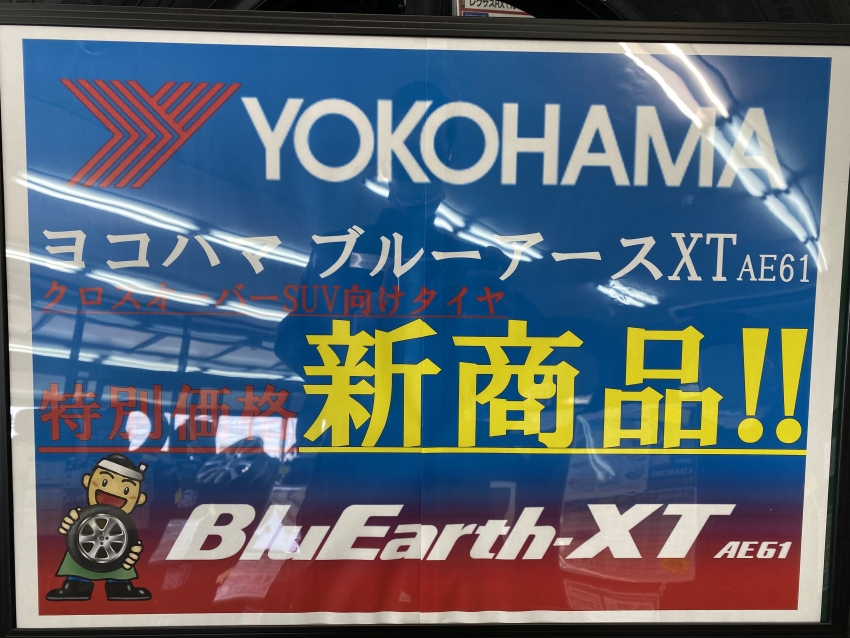 YOKOHAMA
ヨコハマ ブルーアースXT AE61
クロスオーバーSUV向けタイヤ
特別価格 新商品!!
BluEarth-XT AE61